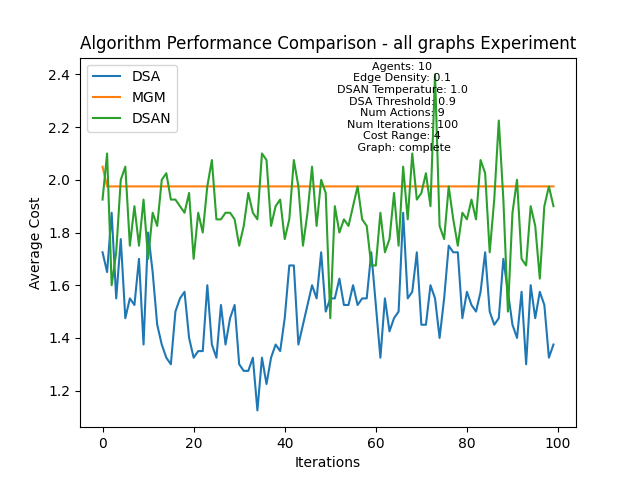 Algorithm Performance Comparison - all graphs Experiment
DSA
MGM
DSAN
Agents: 10
Edge Density: 0.1
DSAN Temperature: 1.0
DSA Threshold: 0.9
Num Actions: 9
Num Iterations: 100
Cost Range: 4
Graph: complete
Average Cost
2.4
2.2
2.0
1.8
1.6
1.4
1.2
0
20
40
60
80
100
Iterations